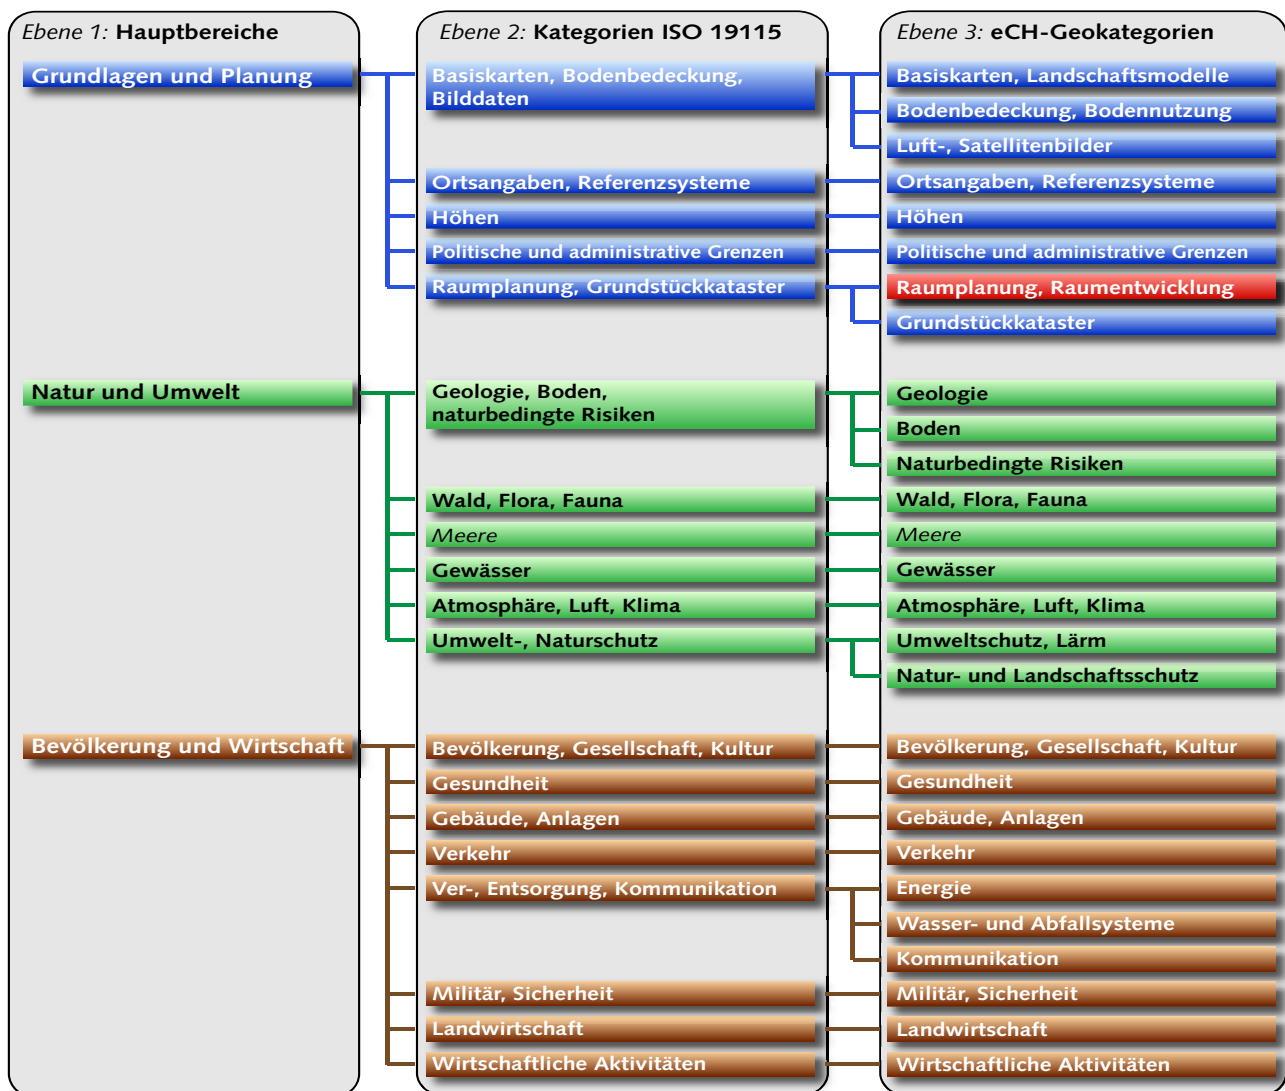 Ebene 1: Hauptbereiche
Grundlagen und Planung
Natur und Umwelt
Bevölkerung und Wirtschaft
Ebene 2: Kategorien ISO 19115
Basiskarten, Bodenbedeckung,
Bilddaten
Ortsangaben, Referenzsysteme
Höhen
Politische und administrative Grenzen
Raumplanung, Grundstückkataster
Geologie, Boden,
naturbedingte Risiken
Wald, Flora, Fauna
Meere
Gewässer
Atmosphäre, Luft, Klima
Umwelt-, Naturschutz
Bevölkerung, Gesellschaft, Kultur
Gesundheit
Gebäude, Anlagen
Verkehr
Ver-, Entsorgung, Kommunikation
Militär, Sicherheit
Landwirtschaft
Wirtschaftliche Aktivitäten
Ebene 3: eCH-Geokategorien
Basiskarten, Landschaftsmodelle
Bodenbedeckung, Bodennutzung
Luft-, Satellitenbilder
Ortsangaben, Referenzsysteme
Höhen
Politische und administrative Grenzen
Raumplanung, Raumentwicklung
Grundstückkataster
Geologie
Boden
Naturbedingte Risiken
Wald, Flora, Fauna
Meere
Gewässer
Atmosphäre, Luft, Klima
Umweltschutz, Lärm
Natur- und Landschaftsschutz
Bevölkerung, Gesellschaft, Kultur
Gesundheit
Gebäude, Anlagen
Verkehr
Energie
Wasser- und Abfallsysteme
Kommunikation
Militär, Sicherheit
Landwirtschaft
Wirtschaftliche Aktivitäten